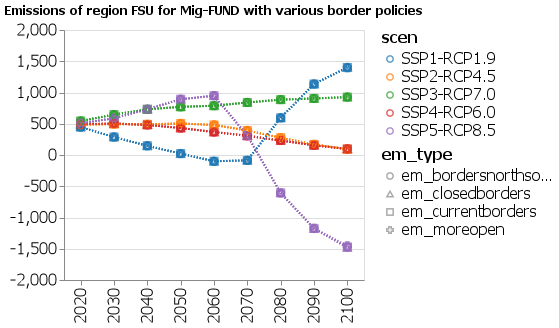 Emissions of region FSU for Mig-FUND with various border policies
2,000
1,500
1,000
500
0
-500
-1,000
-1,500
-2,000
2020
2030
2040
2050
2060
2070
2080
2090
2100
scen
SSP1-RCP1.9
SSP2-RCP4.5
SSP3-RCP7.0
SSP4-RCP6.0
SSP5-RCP8.5
em_type
em_bordersnorthso...
em_closedborders
em_currentborders
em_moreopen